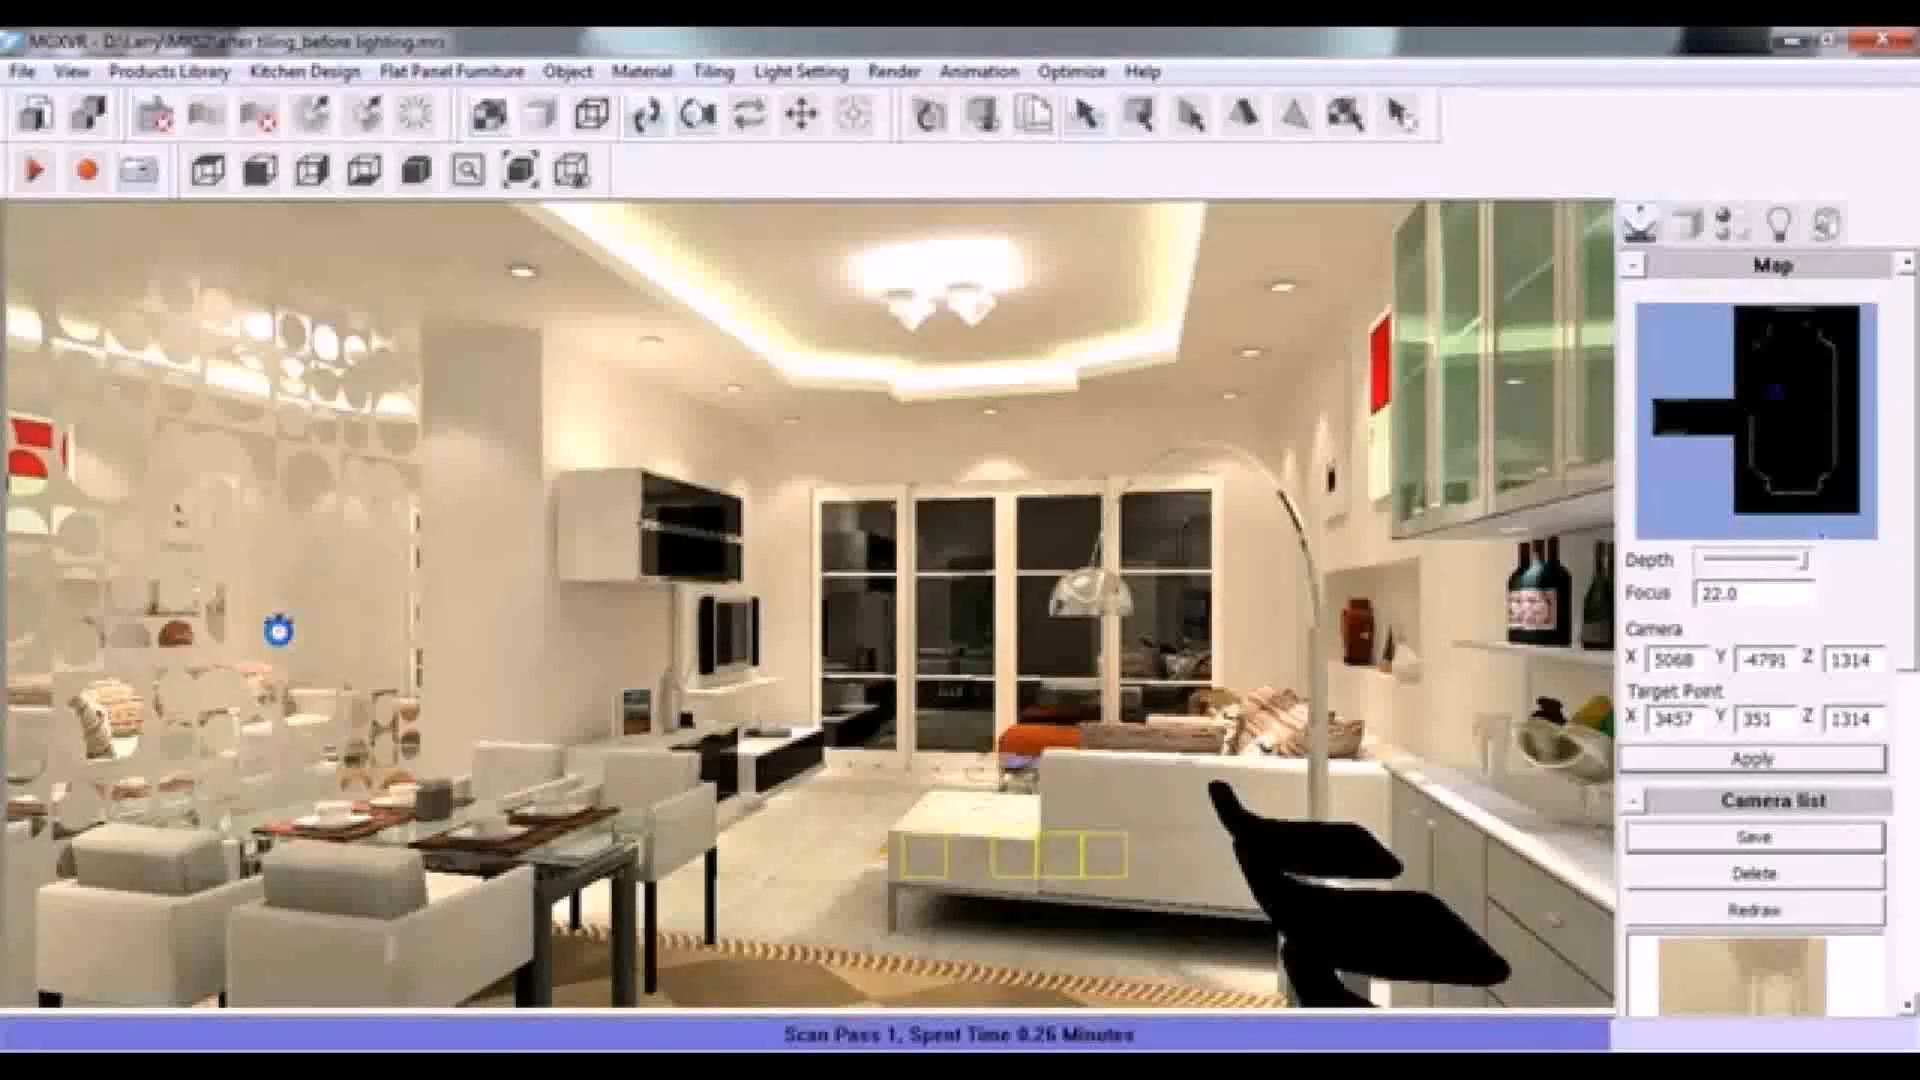 MGXVR - D:\Larry\MKS2\after tiling_before lighting.mrs
File View Products Library Kitchen Design Flat Panel Furniture Object Material Tiling Light Setting Render Animation Optimize Help
- Map
Depth
Focus 22.0
Camera
X 5068 Y -4791 Z 1314
Target Point
X 3457 Y 351 Z 1314
Apply
- Camera list
Save
Delete
Redraw
Scan Pass 1, Spent Time 0.26 Minutes